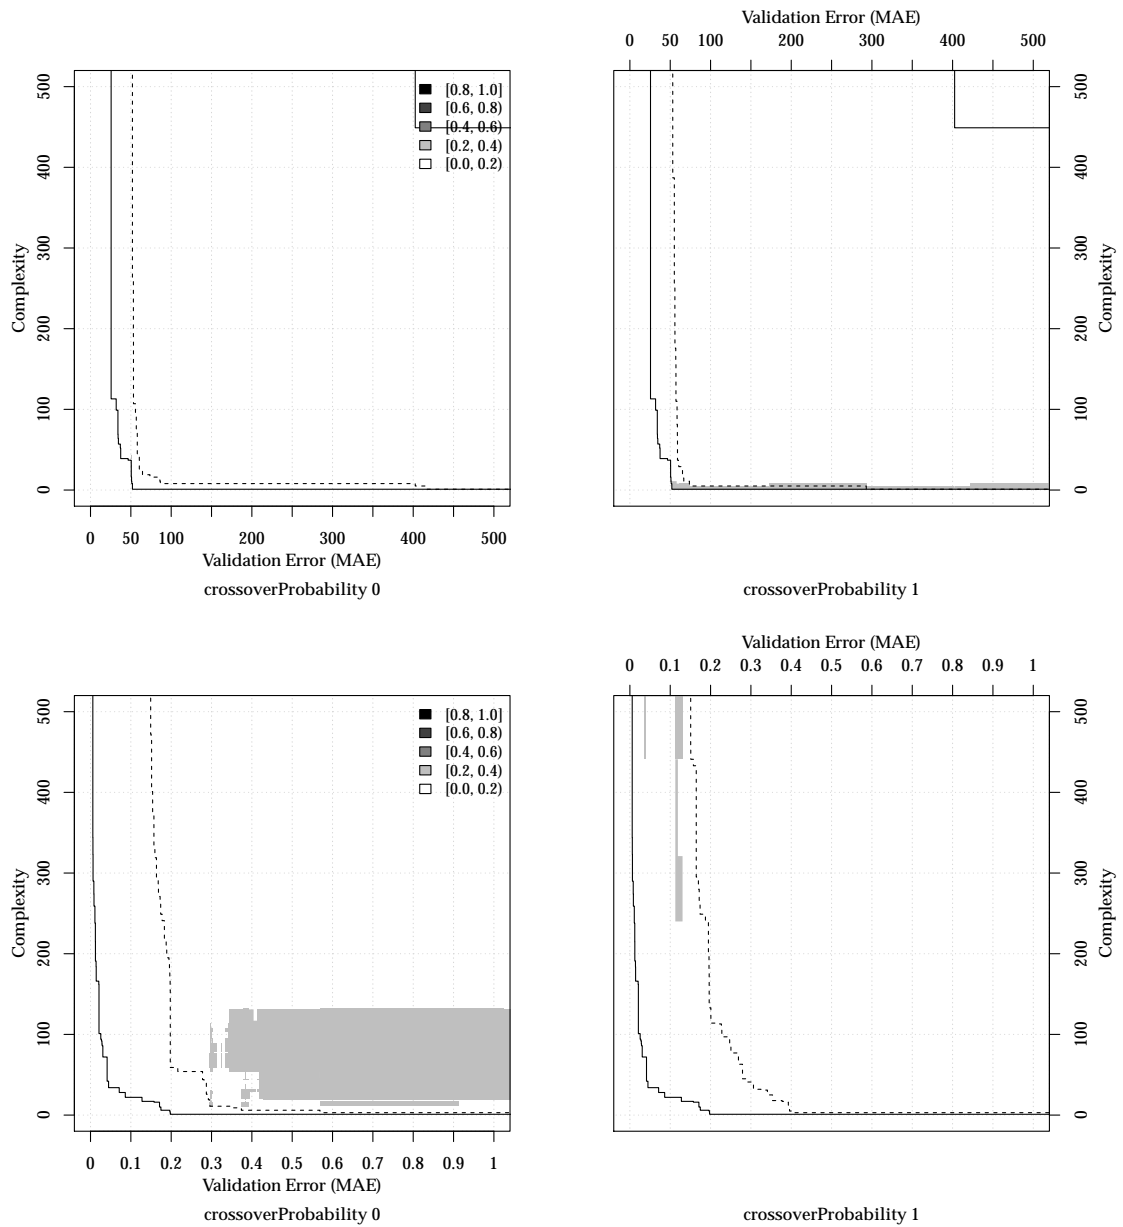 Validation Error (MAE)
0 50 100 200 300 400 500
[0.8, 1.0]
[0.6, 0.8)
[0.4, 0.6)
[0.2, 0.4)
[0.0, 0.2)
500
400
300
200
100
0
Complexity
500
400
300
200
100
0
Complexity
0 50 100 200 300 400 500
Validation Error (MAE)
crossoverProbability 0
crossoverProbability 1
Validation Error (MAE)
0 0.1 0.2 0.3 0.4 0.5 0.6 0.7 0.8 0.9 1
[0.8, 1.0]
[0.6, 0.8)
[0.4, 0.6)
[0.2, 0.4)
[0.0, 0.2)
500
400
300
200
100
0
Complexity
500
400
300
200
100
0
Complexity
0 0.1 0.2 0.3 0.4 0.5 0.6 0.7 0.8 0.9 1
Validation Error (MAE)
crossoverProbability 0
crossoverProbability 1